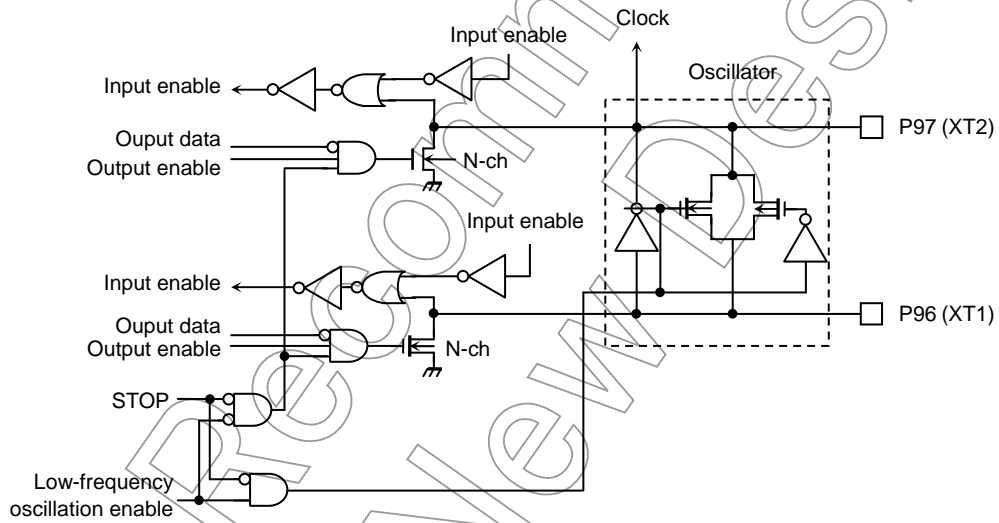 Clock
Input enable
Oscillator
Input enable
P97 (XT2)
Ouput data
Output enable
N-ch
Input enable
Input enable
P96 (XT1)
Ouput data
Output enable
N-ch
STOP
Low-frequency
oscillation enable